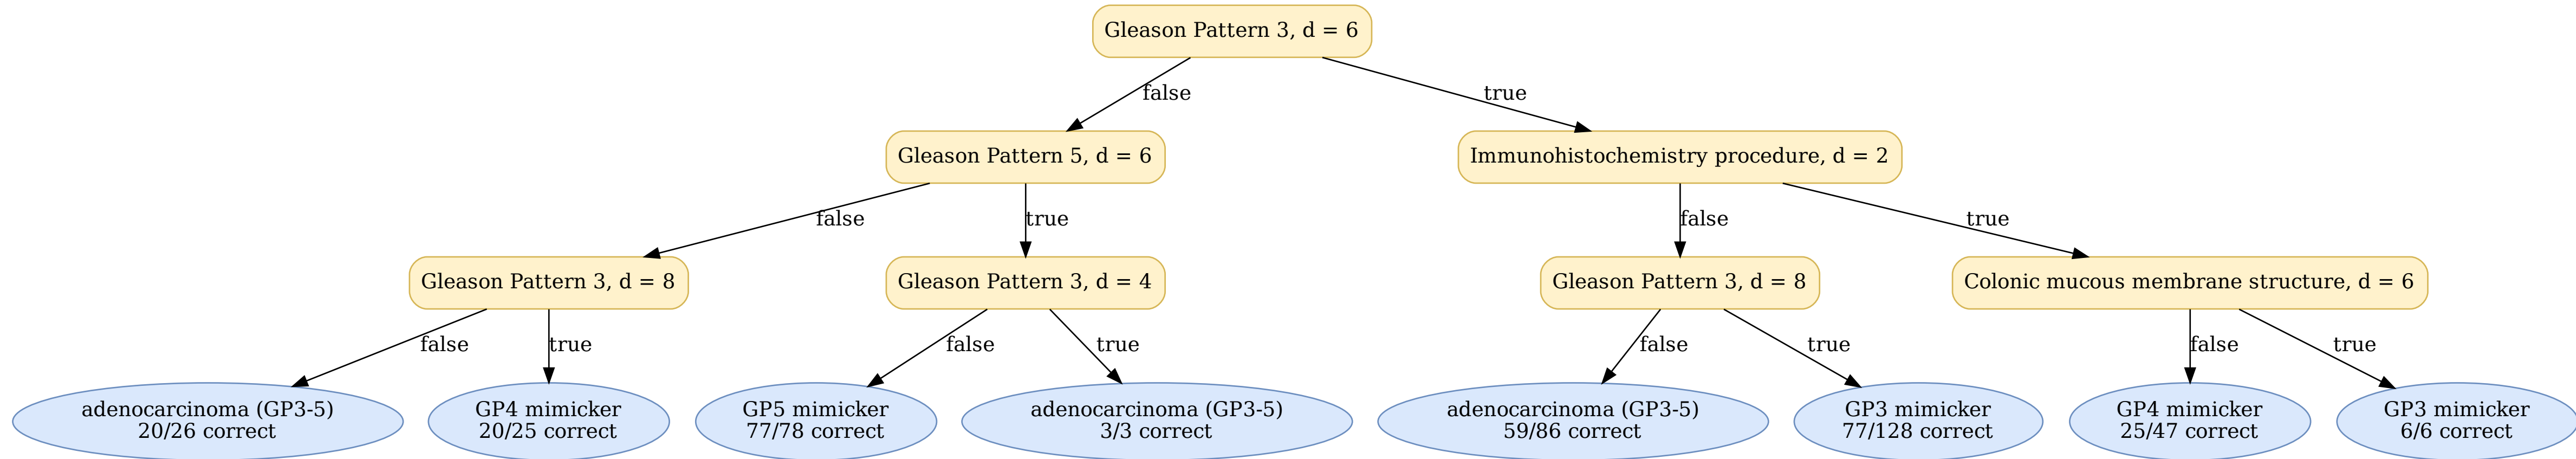 Gleason Pattern 3, d = 6
false
true
Gleason Pattern 5, d = 6
Immunohistochemistry procedure, d = 2
false
true
false
true
Gleason Pattern 3, d = 8
Gleason Pattern 3, d = 4
Gleason Pattern 3, d = 8
Colonic mucous membrane structure, d = 6
false
true
false
true
false
true
false
true
adenocarcinoma (GP3-5)
20/26 correct
GP4 mimicker
20/25 correct
GP5 mimicker
77/78 correct
adenocarcinoma (GP3-5)
3/3 correct
adenocarcinoma (GP3-5)
59/86 correct
GP3 mimicker
77/128 correct
GP4 mimicker
25/47 correct
GP3 mimicker
6/6 correct